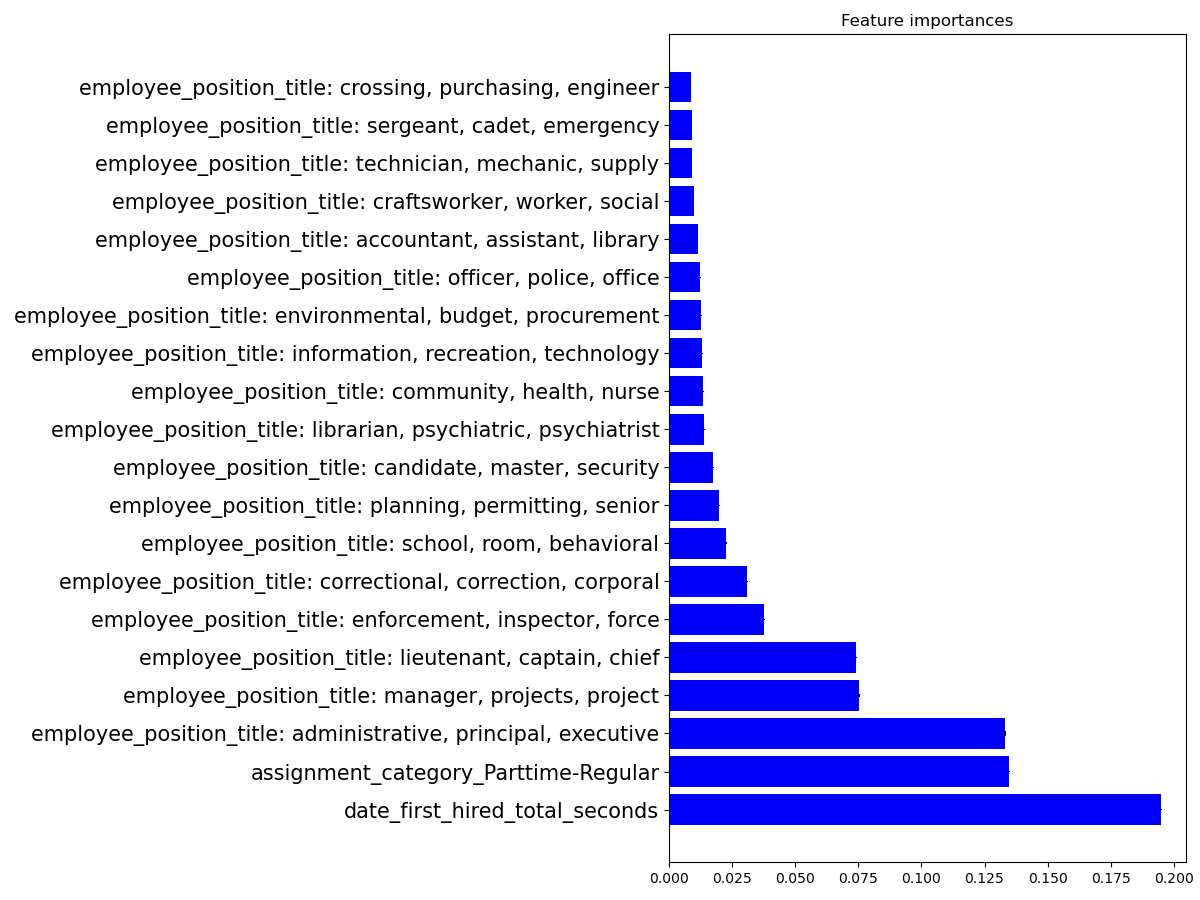 Feature importances
employee_position_title: crossing, purchasing, engineer
employee_position_title: sergeant, cadet, emergency
employee_position_title: technician, mechanic, supply
employee_position_title: craftsworker, worker, social
employee_position_title: accountant, assistant, library
employee_position_title: officer, police, office
employee_position_title: environmental, budget, procurement
employee_position_title: information, recreation, technology
employee_position_title: community, health, nurse
employee_position_title: librarian, psychiatric, psychiatrist
employee_position_title: candidate, master, security
employee_position_title: planning, permitting, senior
employee_position_title: school, room, behavioral
employee_position_title: correctional, correction, corporal
employee_position_title: enforcement, inspector, force
employee_position_title: lieutenant, captain, chief
employee_position_title: manager, projects, project
employee_position_title: administrative, principal, executive
assignment_category_Parttime-Regular
date_first_hired_total_seconds
0.000 0.025 0.050 0.075 0.100 0.125 0.150 0.175 0.200